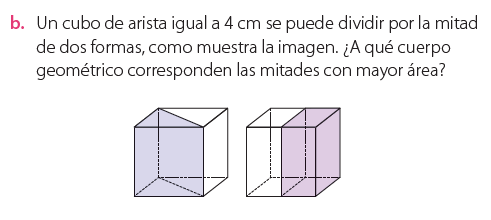 b. Un cubo de arista igual a 4 cm se puede dividir por la mitad
de dos formas, como muestra la imagen. ¿A qué cuerpo
geométrico corresponden las mitades con mayor área?